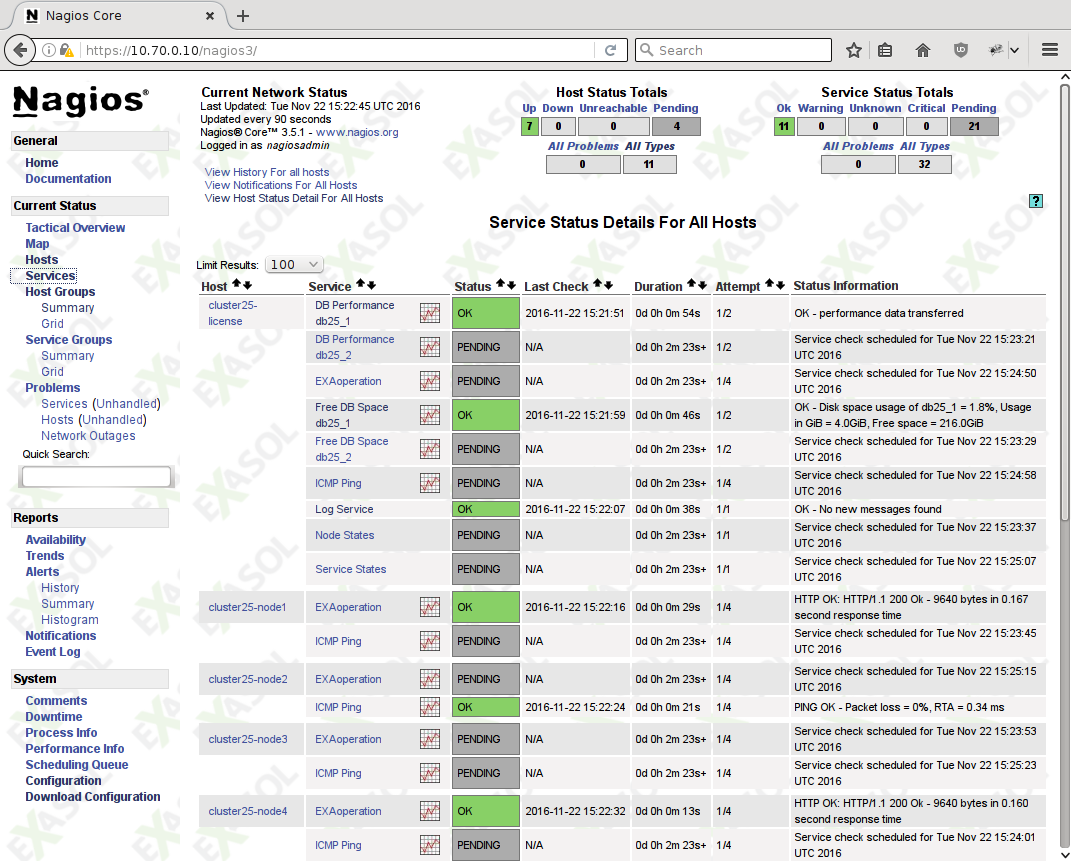 Nagios Core
https://10.70.0.10/nagios3/
Search
Nagios®
General
Home
Documentation
Current Status
Tactical Overview
Map
Hosts
Services
Host Groups
Summary
Grid
Service Groups
Summary
Grid
Problems
Services (Unhandled)
Hosts (Unhandled)
Network Outages
Quick Search:
Reports
Availability
Trends
Alerts
History
Summary
Histogram
Notifications
Event Log
System
Comments
Downtime
Process Info
Performance Info
Scheduling Queue
Configuration
Download Configuration
Current Network Status
Last Updated: Tue Nov 22 15:22:45 UTC 2016
Updated every 90 seconds
Nagios® Core™ 3.5.1 - www.nagios.org
Logged in as nagiosadmin
View History For all hosts
View Notifications For All Hosts
View Host Status Detail For All Hosts
Host Status Totals
Up Down Unreachable Pending
7 0 0 4
All Problems All Types
0 11
Service Status Totals
Ok Warning Unknown Critical Pending
11 0 0 0 21
All Problems All Types
0 32
?
Service Status Details For All Hosts
Limit Results: 100
Host Service Status Last Check Duration Attempt Status Information
cluster25-license DB Performance db25_1 OK 2016-11-22 15:21:51 0d 0h 0m 54s 1/2 OK - performance data transferred
DB Performance db25_2 PENDING N/A 0d 0h 2m 23s+ 1/2 Service check scheduled for Tue Nov 22 15:23:21 UTC 2016
EXAoperation PENDING N/A 0d 0h 2m 23s+ 1/4 Service check scheduled for Tue Nov 22 15:24:50 UTC 2016
Free DB Space db25_1 OK 2016-11-22 15:21:59 0d 0h 0m 46s 1/2 OK - Disk space usage of db25_1 = 1.8%, Usage in GiB = 4.0GiB, Free space = 216.0GiB
Free DB Space db25_2 PENDING N/A 0d 0h 2m 23s+ 1/2 Service check scheduled for Tue Nov 22 15:23:29 UTC 2016
ICMP Ping PENDING N/A 0d 0h 2m 23s+ 1/4 Service check scheduled for Tue Nov 22 15:24:58 UTC 2016
Log Service OK 2016-11-22 15:22:07 0d 0h 0m 38s 1/1 OK - No new messages found
Node States PENDING N/A 0d 0h 2m 23s+ 1/1 Service check scheduled for Tue Nov 22 15:23:37 UTC 2016
Service States PENDING N/A 0d 0h 2m 23s+ 1/1 Service check scheduled for Tue Nov 22 15:25:07 UTC 2016
cluster25-node1 EXAoperation OK 2016-11-22 15:22:16 0d 0h 0m 29s 1/4 HTTP OK: HTTP/1.1 200 Ok - 9640 bytes in 0.167 second response time
ICMP Ping PENDING N/A 0d 0h 2m 23s+ 1/4 Service check scheduled for Tue Nov 22 15:23:45 UTC 2016
cluster25-node2 EXAoperation PENDING N/A 0d 0h 2m 23s+ 1/4 Service check scheduled for Tue Nov 22 15:25:15 UTC 2016
ICMP Ping OK 2016-11-22 15:22:24 0d 0h 0m 21s 1/4 PING OK - Packet loss = 0%, RTA = 0.34 ms
cluster25-node3 EXAoperation PENDING N/A 0d 0h 2m 23s+ 1/4 Service check scheduled for Tue Nov 22 15:23:53 UTC 2016
ICMP Ping PENDING N/A 0d 0h 2m 23s+ 1/4 Service check scheduled for Tue Nov 22 15:25:23 UTC 2016
cluster25-node4 EXAoperation OK 2016-11-22 15:22:32 0d 0h 0m 13s 1/4 HTTP OK: HTTP/1.1 200 Ok - 9640 bytes in 0.160 second response time
ICMP Ping PENDING N/A 0d 0h 2m 23s+ 1/4 Service check scheduled for Tue Nov 22 15:24:01 UTC 2016
EXASOL